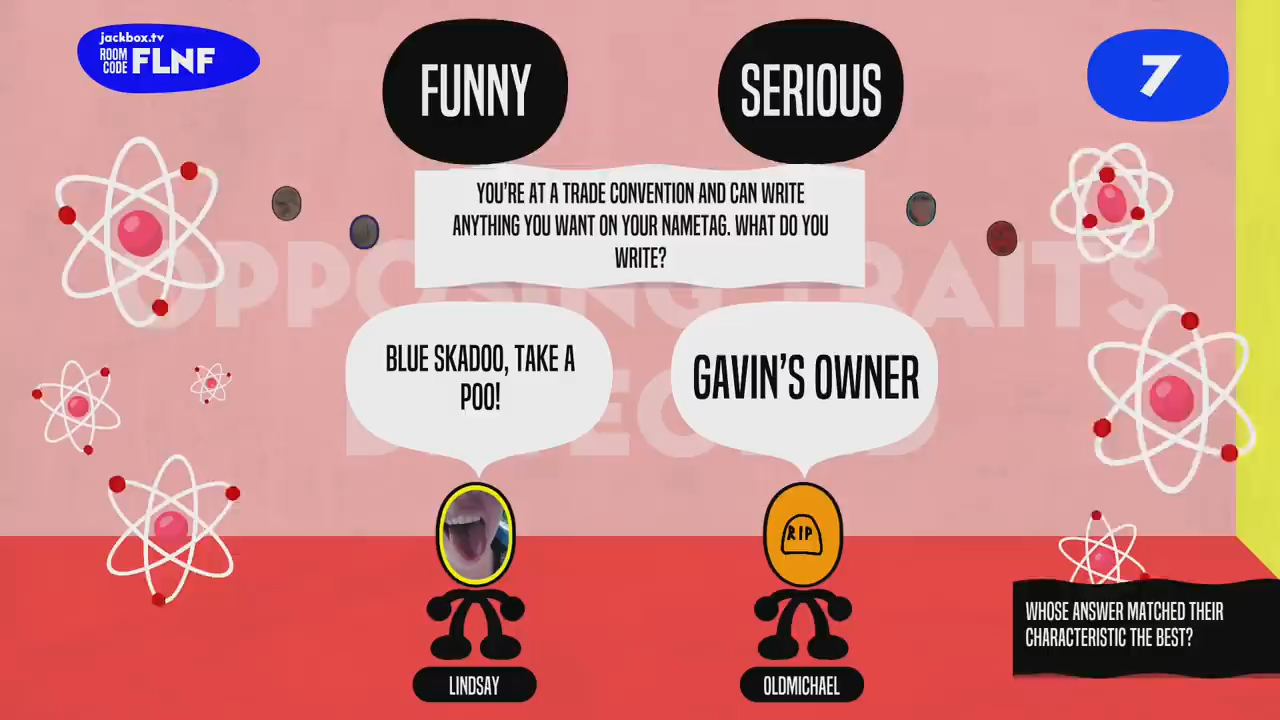 jackbox.tv
ROOM CODE FLNF
FUNNY
SERIOUS
7
YOU'RE AT A TRADE CONVENTION AND CAN WRITE
ANYTHING YOU WANT ON YOUR NAMETAG. WHAT DO YOU
WRITE?
OPPOSING TRAITS
BLUE SKADOO, TAKE A
POO!
GAVIN'S OWNER
RIP
WHOSE ANSWER MATCHED THEIR
CHARACTERISTIC THE BEST?
LINDSAY
OLDMICHAEL